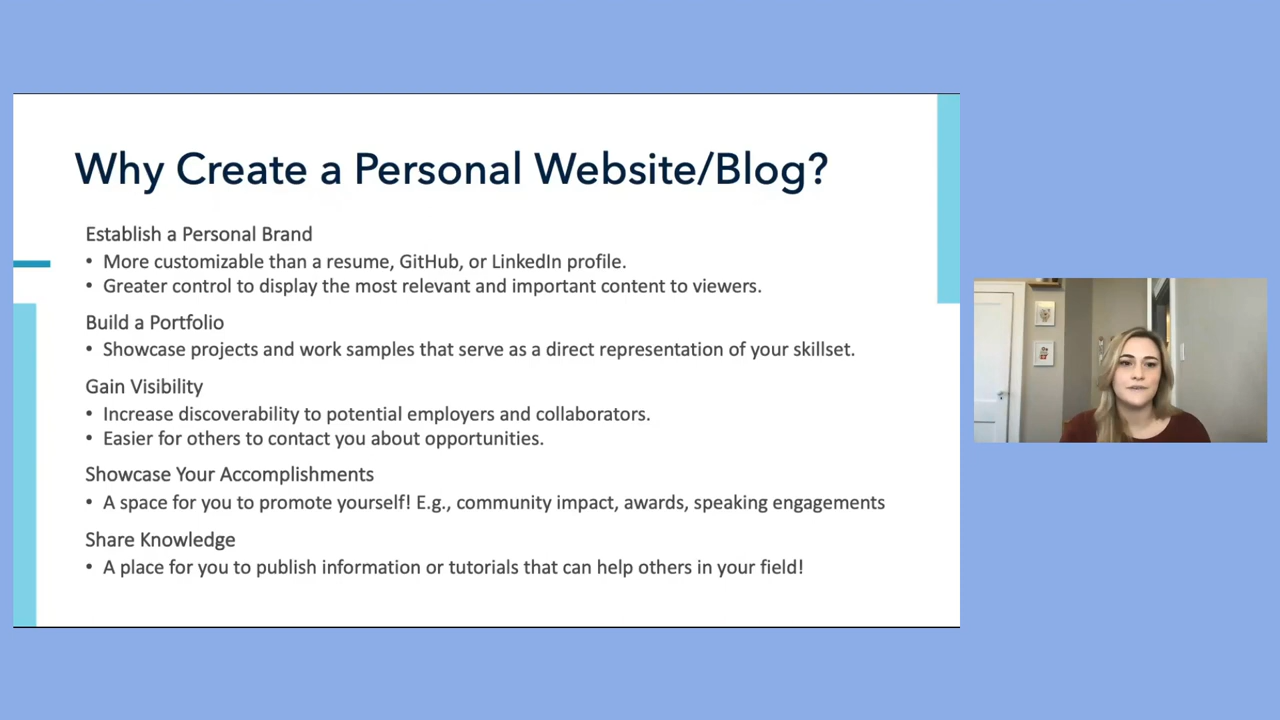 Why Create a Personal Website/Blog?
Establish a Personal Brand
• More customizable than a resume, GitHub, or LinkedIn profile.
• Greater control to display the most relevant and important content to viewers.
Build a Portfolio
• Showcase projects and work samples that serve as a direct representation of your skillset.
Gain Visibility
• Increase discoverability to potential employers and collaborators.
• Easier for others to contact you about opportunities.
Showcase Your Accomplishments
• A space for you to promote yourself! E.g., community impact, awards, speaking engagements
Share Knowledge
• A place for you to publish information or tutorials that can help others in your field!